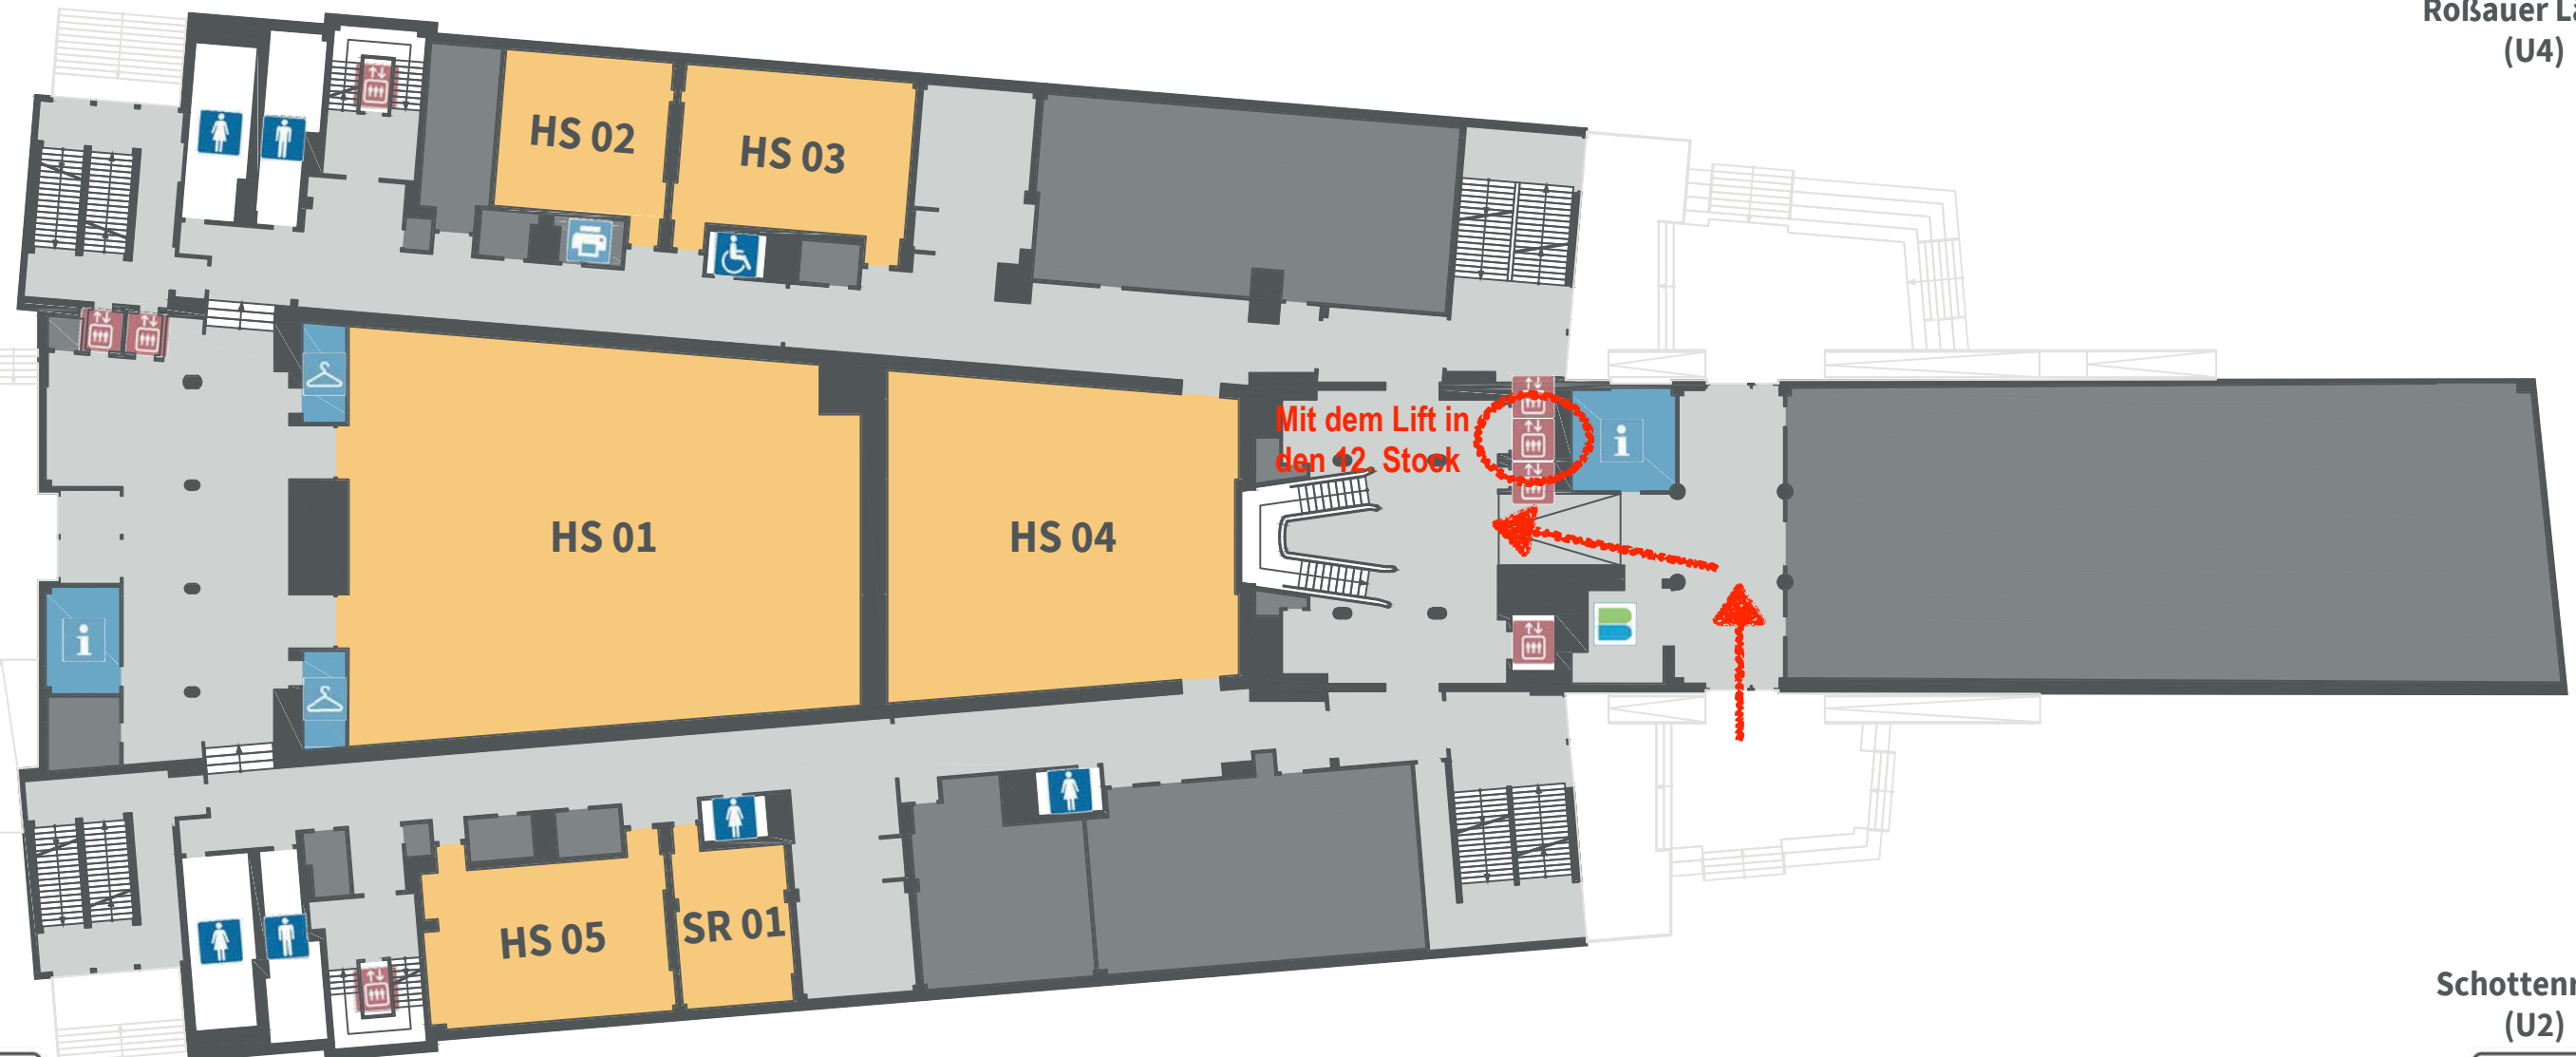 Roßauer Lä
(U4)
HS 02
HS 03
Mit dem Lift in
den 12. Stock
HS 01
HS 04
HS 05
SR 01
Schottenr
(U2)